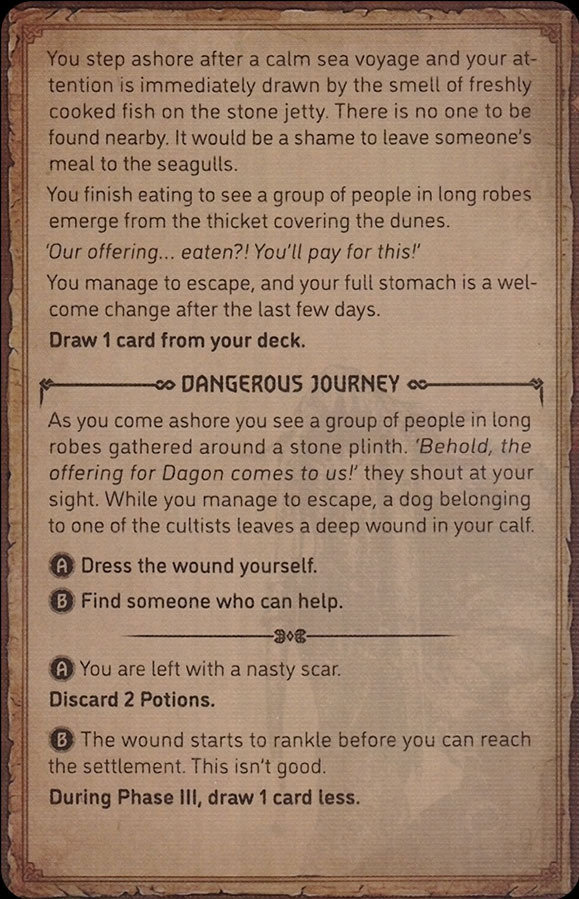 You step ashore after a calm sea voyage and your at-
tention is immediately drawn by the smell of freshly
cooked fish on the stone jetty. There is no one to be
found nearby. It would be a shame to leave someone's
meal to the seagulls.
You finish eating to see a group of people in long robes
emerge from the thicket covering the dunes.
'Our offering... eaten?! You'll pay for this!'
You manage to escape, and your full stomach is a wel-
come change after the last few days.
Draw 1 card from your deck.
DANGEROUS JOURNEY
As you come ashore you see a group of people in long
robes gathered around a stone plinth. 'Behold, the
offering for Dagon comes to us!' they shout at your
sight. While you manage to escape, a dog belonging
to one of the cultists leaves a deep wound in your calf.
A Dress the wound yourself.
B Find someone who can help.
A You are left with a nasty scar.
Discard 2 Potions.
B The wound starts to rankle before you can reach
the settlement. This isn't good.
During Phase III, draw 1 card less.